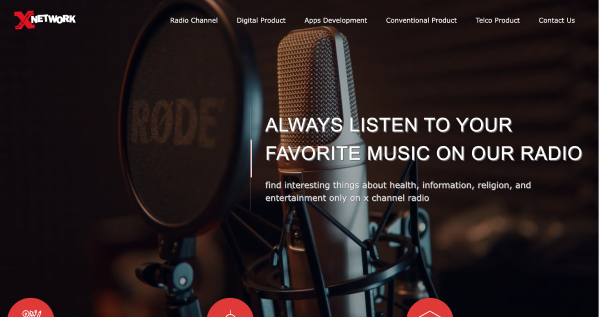 XNETWORK
Radio Channel Digital Product Apps Development Conventional Product Telco Product Contact Us
RØDE
ALWAYS LISTEN TO YOUR
FAVORITE MUSIC ON OUR RADIO
find interesting things about health, information, religion, and
entertainment only on x channel radio